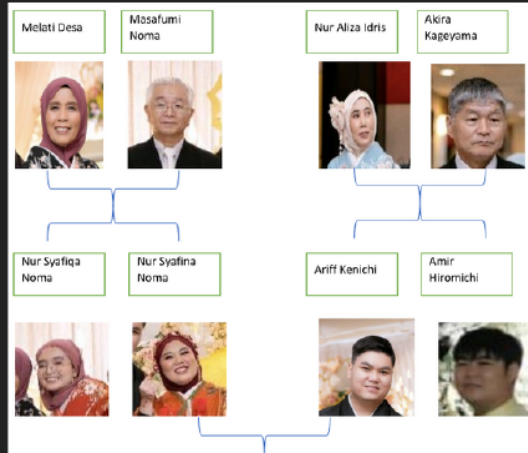 Melati Desa
Masafumi
Noma
Nur Aliza Idris
Akira
Kageyama
Nur Syafiqa
Noma
Nur Syafina
Noma
Ariff Kenichi
Amir
Hiromichi